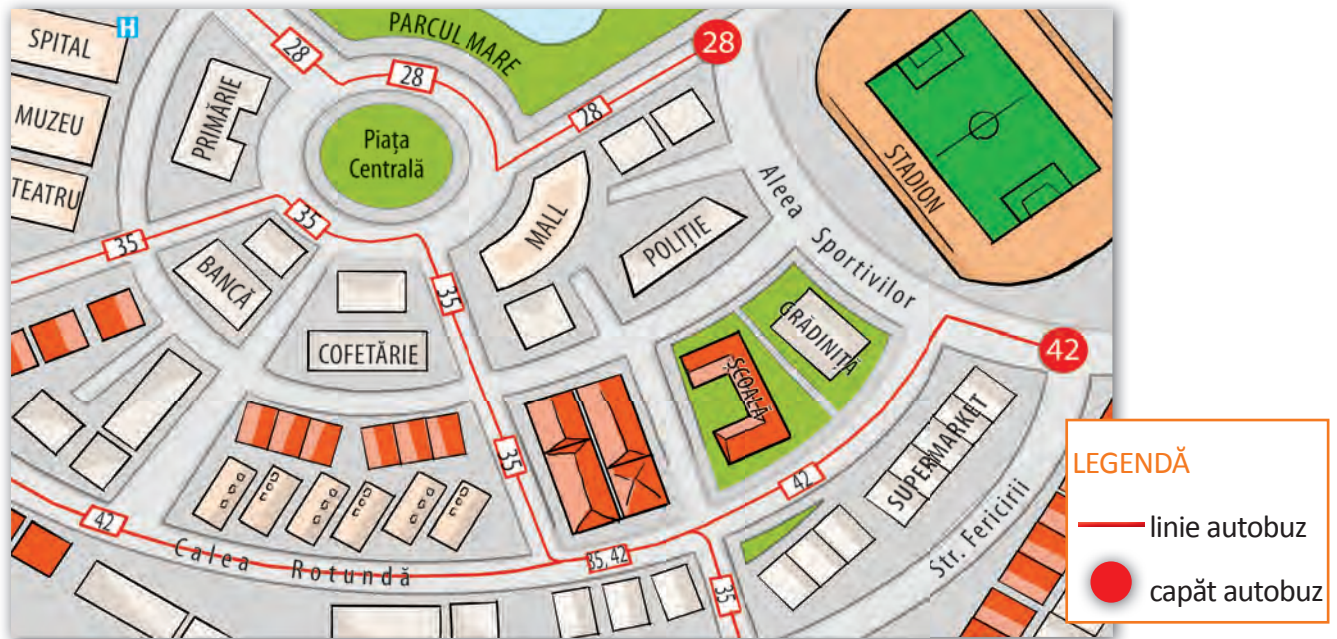 SPITAL
H
MUZEU
TEATRU
PRIMĂRIE
28
28
PARCUL MARE
28
28
Piața
Centrală
STADION
Aleea
Sportivilor
MALL
POLIȚIE
35
35
BANCĂ
35
COFETĂRIE
GRĂDINIȚĂ
ȘCOALĂ
42
SUPERMARKET
35
42
42
Calea Rotundă
35, 42
35
Str. Fericirii
LEGENDĂ
linie autobuz
capăt autobuz